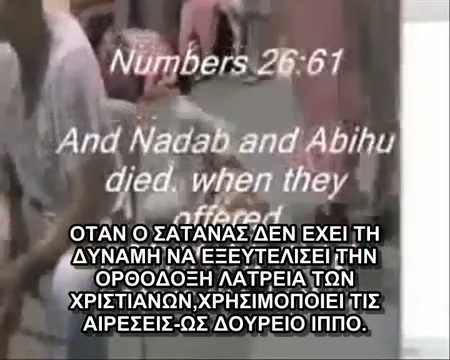 Numbers 26:61
And Nadab and Abihu
died. when they
offered
ΟΤΑΝ Ο ΣΑΤΑΝΑΣ ΔΕΝ ΕΧΕΙ ΤΗ
ΔΥΝΑΜΗ ΝΑ ΕΞΕΥΤΕΛΙΣΕΙ ΤΗΝ
ΟΡΘΟΔΟΞΗ ΛΑΤΡΕΙΑ ΤΩΝ
ΧΡΙΣΤΙΑΝΩΝ,ΧΡΗΣΙΜΟΠΟΙΕΙ ΤΙΣ
ΑΙΡΕΣΕΙΣ-ΩΣ ΔΟΥΡΕΙΟ ΙΠΠΟ.